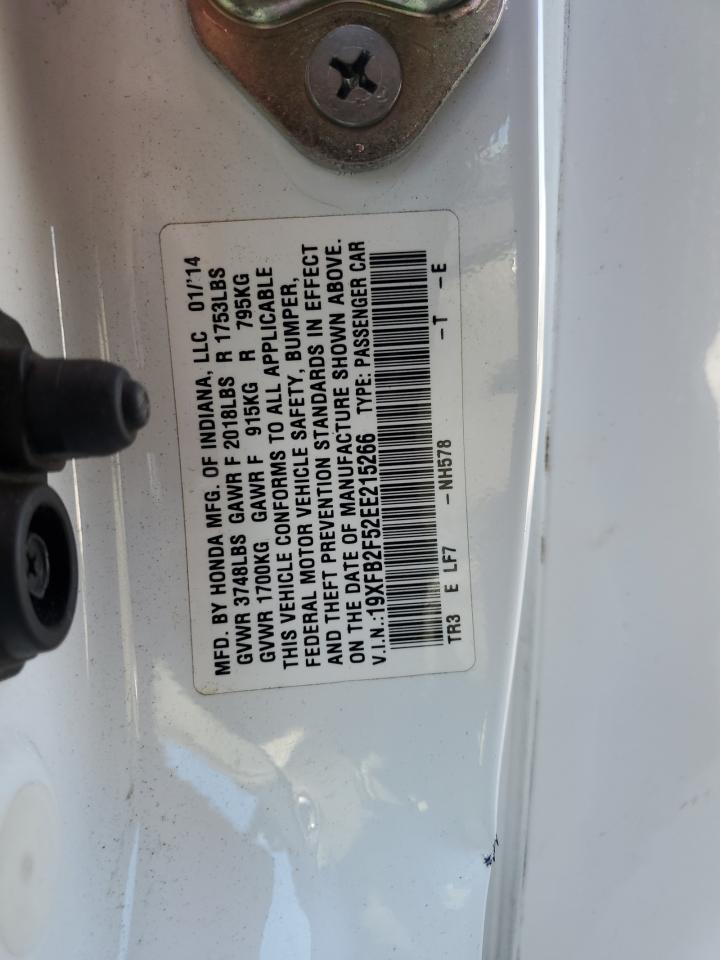 MFD. BY HONDA MFG. OF INDIANA, LLC 01/'14
GVWR 3748LBS GAWR F 2018LBS R 1753LBS
GVWR 1700KG GAWR F 915KG R 795KG
THIS VEHICLE CONFORMS TO ALL APPLICABLE
FEDERAL MOTOR VEHICLE SAFETY, BUMPER,
AND THEFT PREVENTION STANDARDS IN EFFECT
ON THE DATE OF MANUFACTURE SHOWN ABOVE.
V.I.N.:19XFB2F52EE215266 TYPE: PASSENGER CAR
TR3 E LF7 -NH578 -T -E